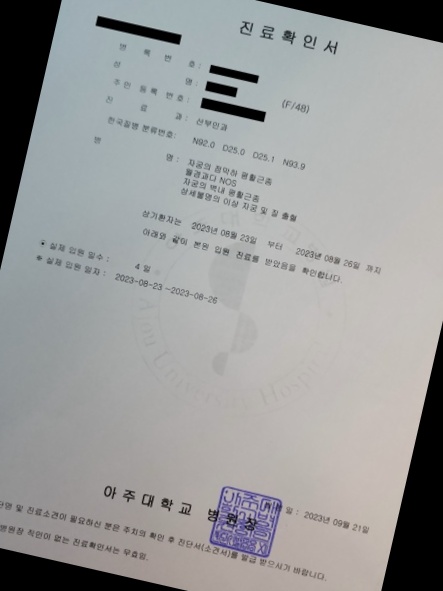 진료확인서
병 록 번 호 :
성 명 :
주민 등록 번호 : (F/48)
진 료 과 : 산부인과
한국질병 분류번호: N92.0 D25.0 D25.1 N93.9
병 명 : 자궁의 점막하 평활근종
월경과다 NOS
자궁의 벽내 평활근종
상세불명의 이상 자궁 및 질 출혈
상기환자는 2023년 08월 23일 부터 2023년 08월 26일 까지
아래와 같이 본원 입원 진료를 받았음을 확인합니다.
* 실제 입원 일수 : 4 일
* 실제 입원 일자 : 2023-08-23 ~2023-08-26
Ajou University Hospital
일 : 2023년 09월 21일
아주대학교 병원장
및 진료소견이 필요하신 분은 주치의 확인 후 진단서(소견서)를 발급 받으시기 바랍니다.
병원장 직인이 없는 진료확인서는 무효임.